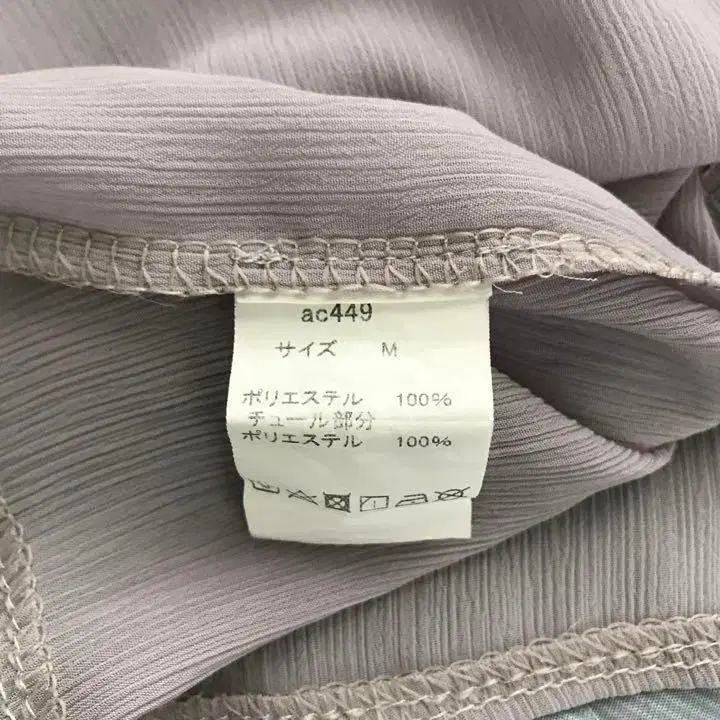 ac449
サイズ M
ポリエステル 100%
チュール部分
ポリエステル 100%